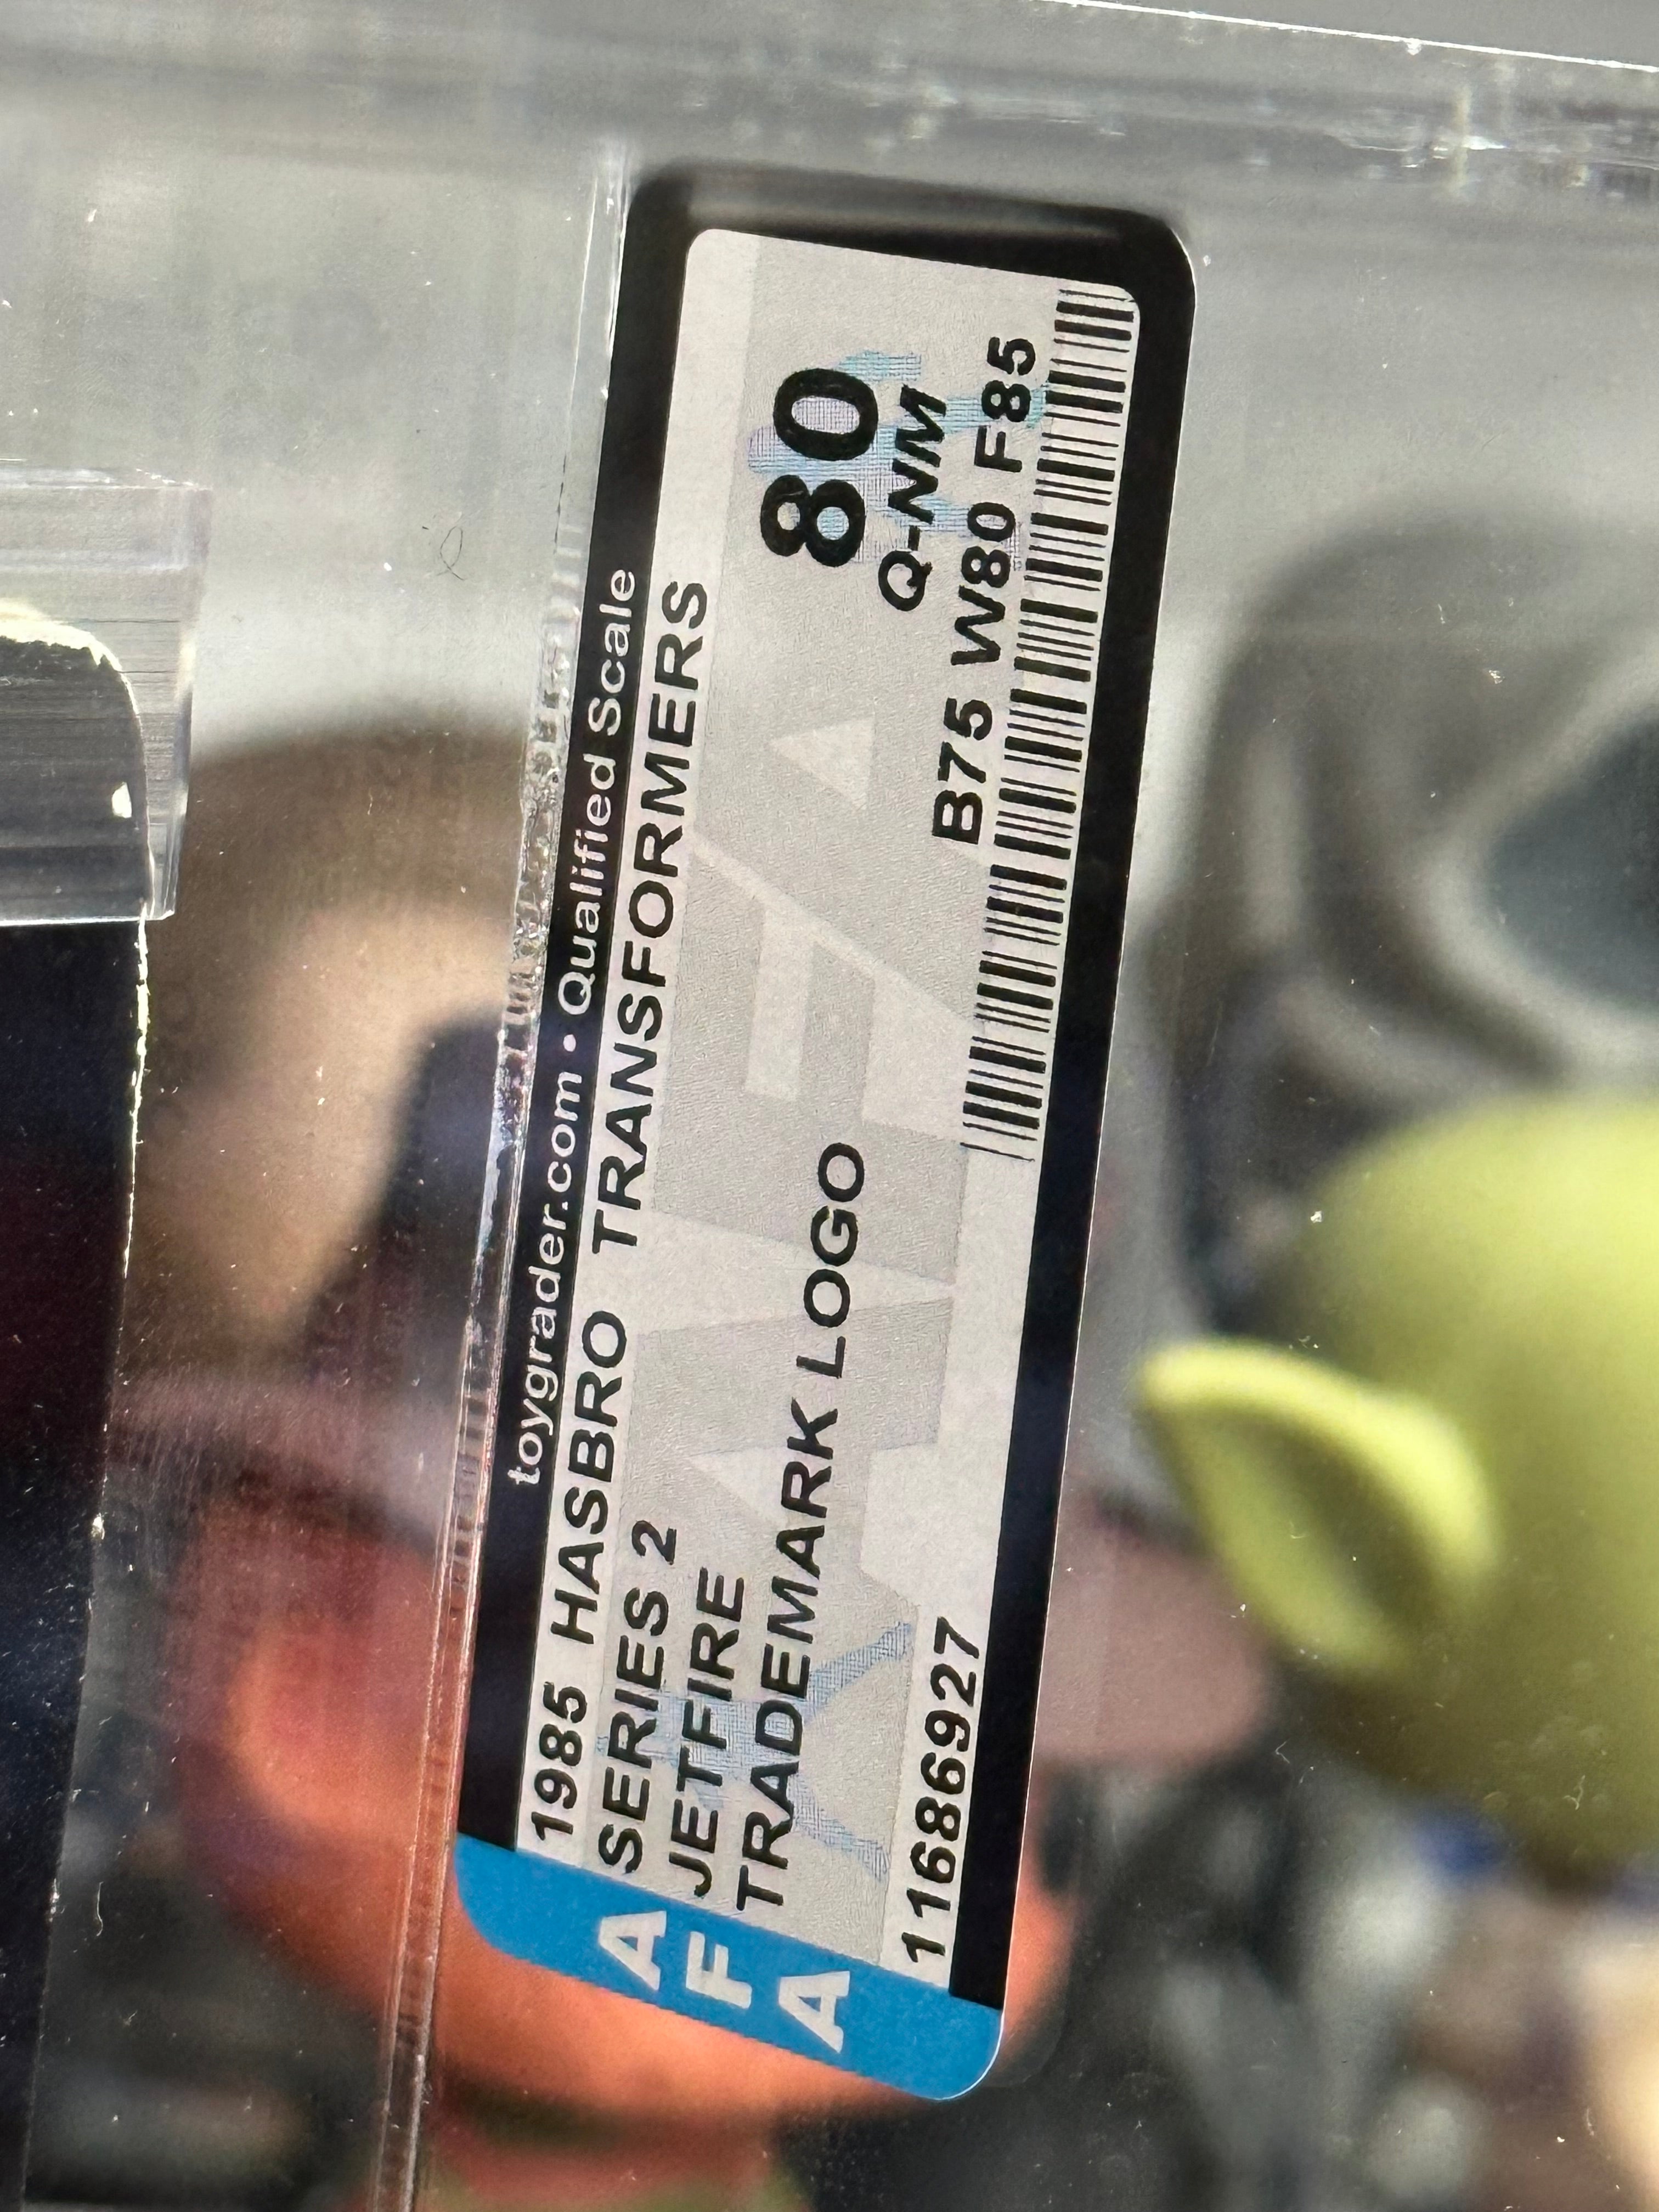 toygrader.com • Qualified Scale
1985 HASBRO TRANSFORMERS
SERIES 2
JETFIRE
TRADEMARK LOGO
80
Q-NM
B75 W80 F85
11686927
AFA
AFA